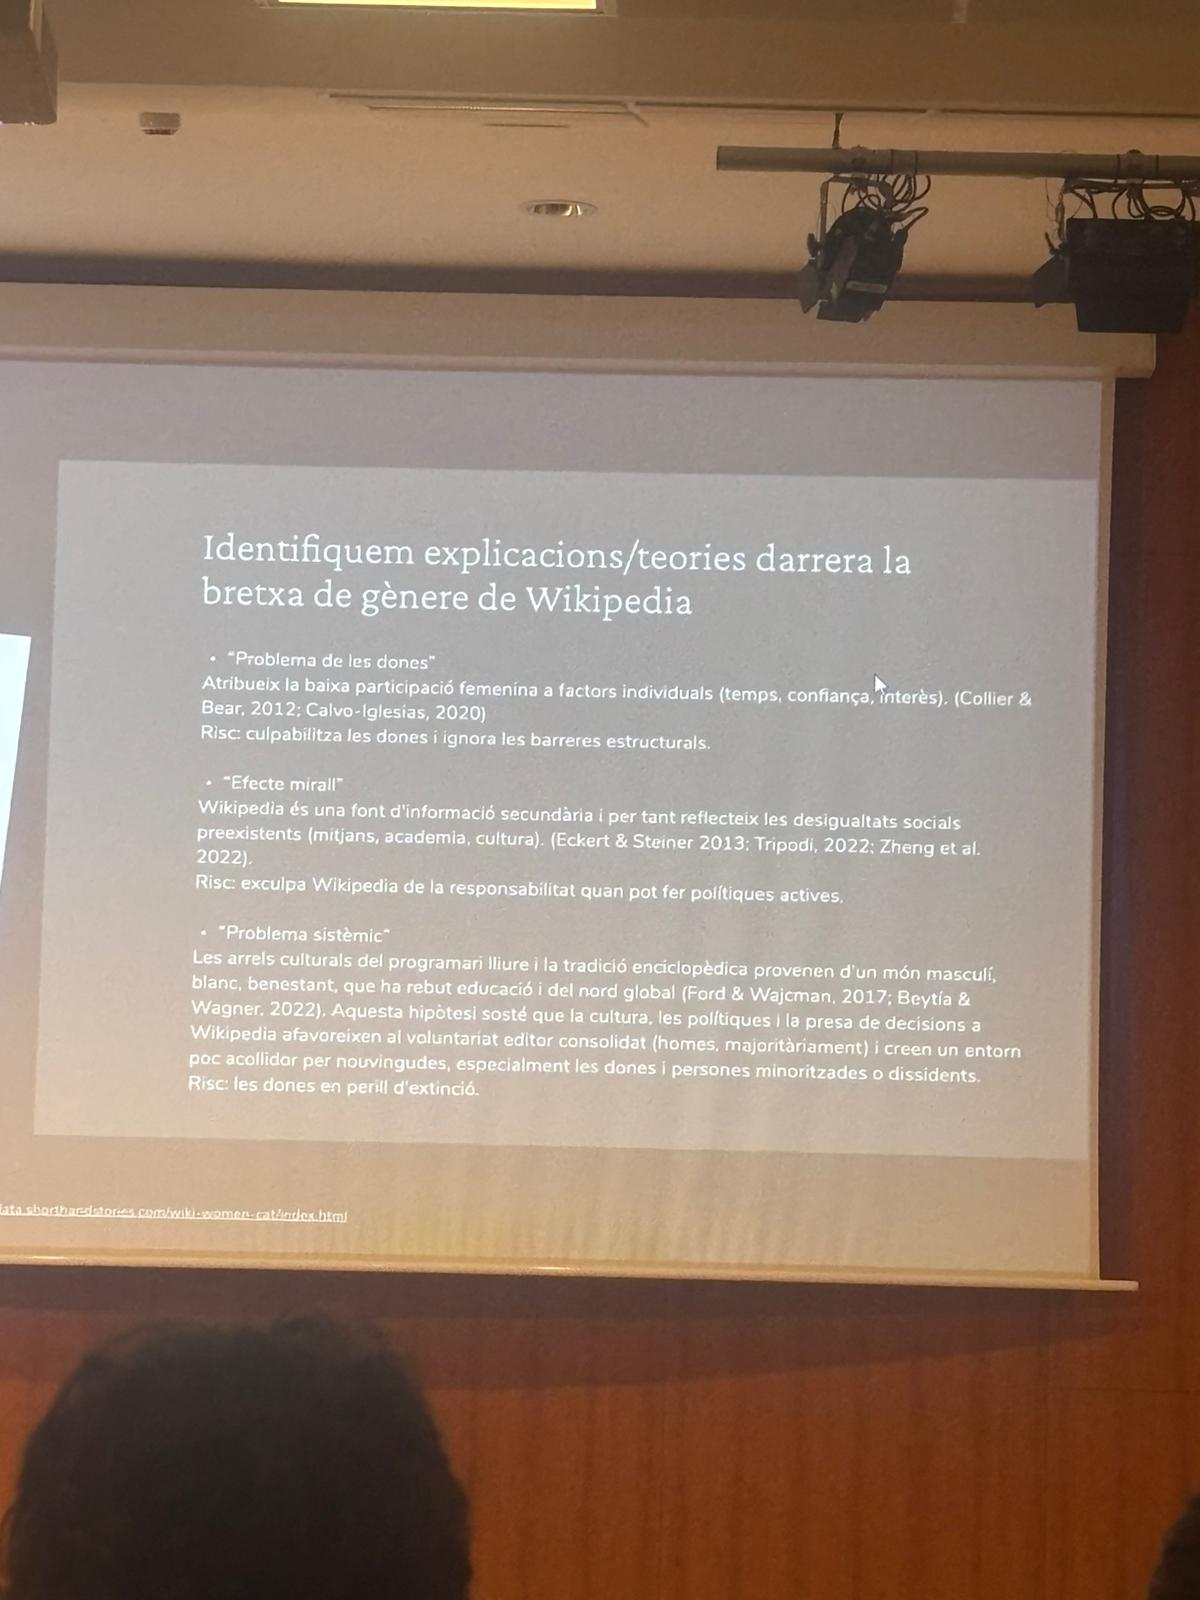 Identifiquem explicacions/teories darrera la
bretxa de gènere de Wikipedia
• “Problema de les dones”
Atribueix la baixa participació femenina a factors individuals (temps, confiança, interès). (Collier &
Bear, 2012; Calvo-Iglesias, 2020)
Risc: culpabilitza les dones i ignora les barreres estructurals.
• “Efecte mirall”
Wikipedia és una font d'informació secundària i per tant reflecteix les desigualtats socials
preexistents (mitjans, academia, cultura). (Eckert & Steiner 2013; Tripodi, 2022; Zheng et al.
2022).
Risc: exculpa Wikipedia de la responsabilitat quan pot fer polítiques actives.
• “Problema sistèmic”
Les arrels culturals del programari lliure i la tradició enciclopèdica provenen d'un món masculí,
blanc, benestant, que ha rebut educació i del nord global (Ford & Wajcman, 2017; Beytía &
Wagner, 2022). Aquesta hipòtesi sosté que la cultura, les polítiques i la presa de decisions a
Wikipedia afavoreixen al voluntariat editor consolidat (homes, majoritàriament) i creen un entorn
poc acollidor per nouvingudes, especialment les dones i persones minoritzades o dissidents.
Risc: les dones en perill d'extinció.
data.shorthandstories.com/wiki-women-cat/index.html